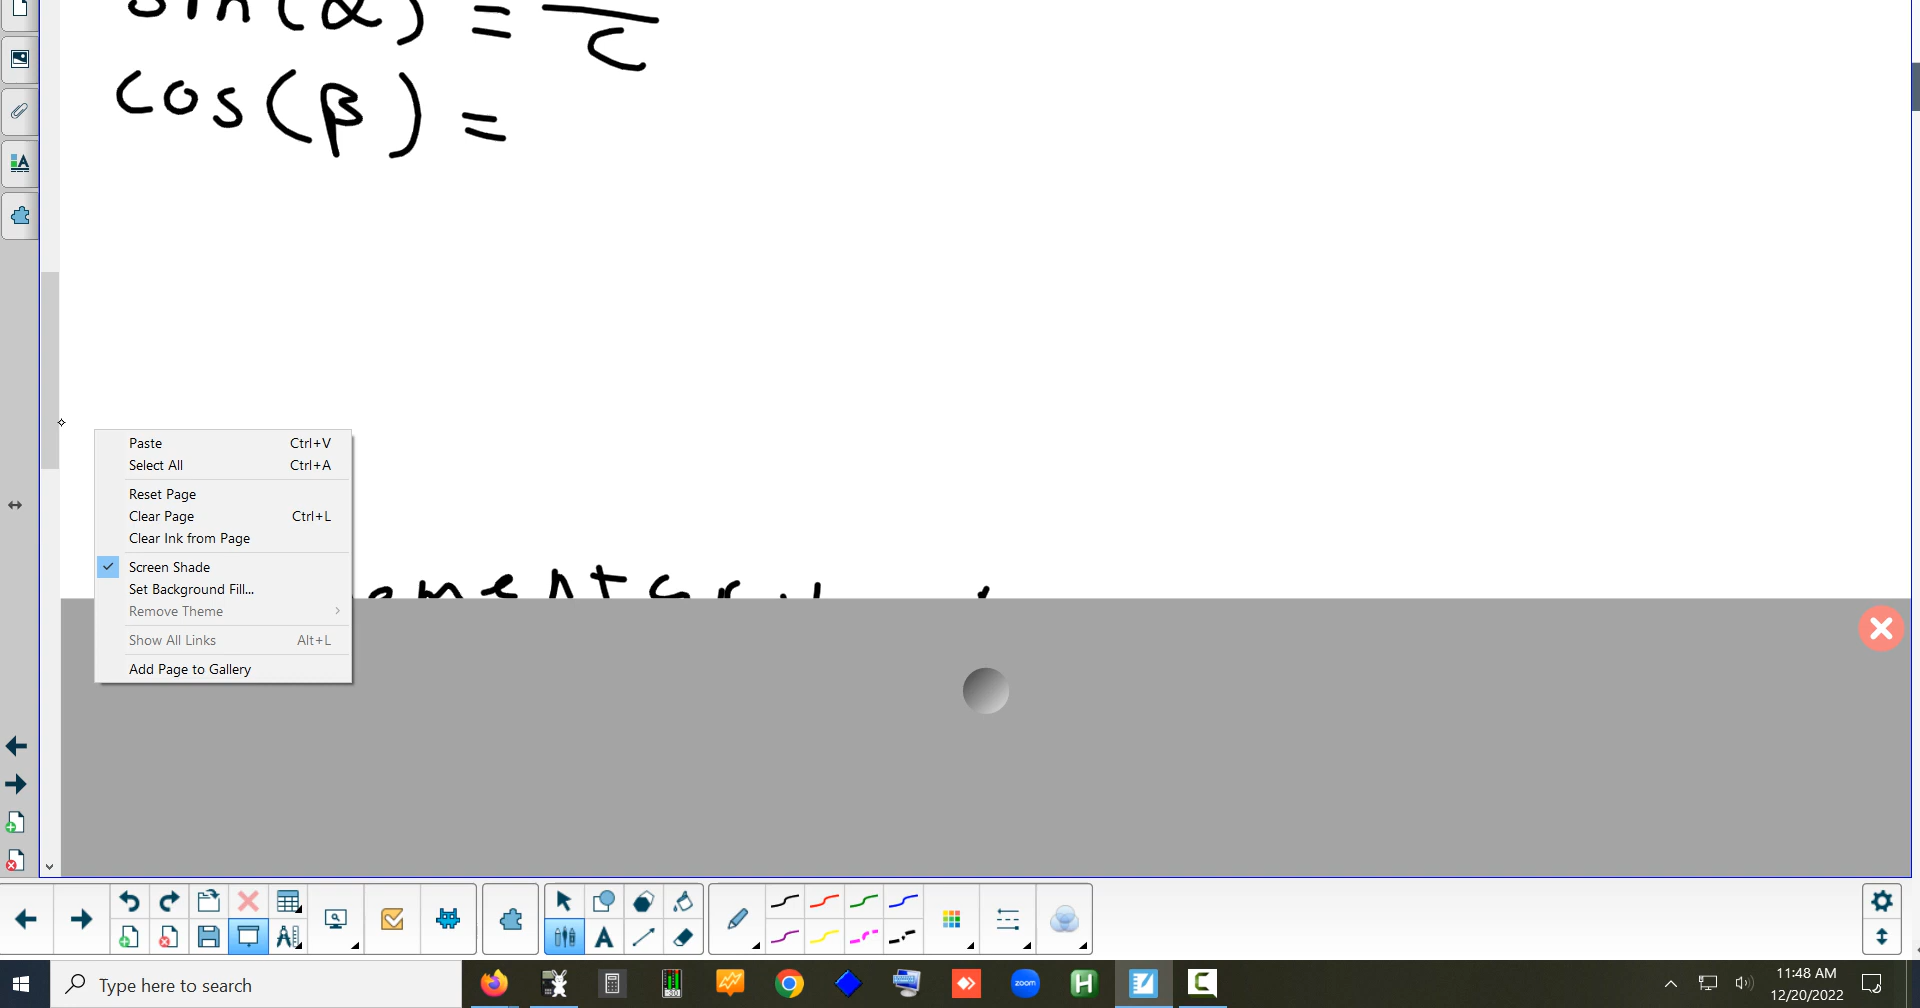 sin(α) = — c
cos(β) =
Paste Ctrl+V
Select All Ctrl+A
Reset Page
Clear Page Ctrl+L
Clear Ink from Page
Screen Shade
Set Background Fill...
Remove Theme
Show All Links Alt+L
Add Page to Gallery
Type here to search
zoom
11:48 AM
12/20/2022